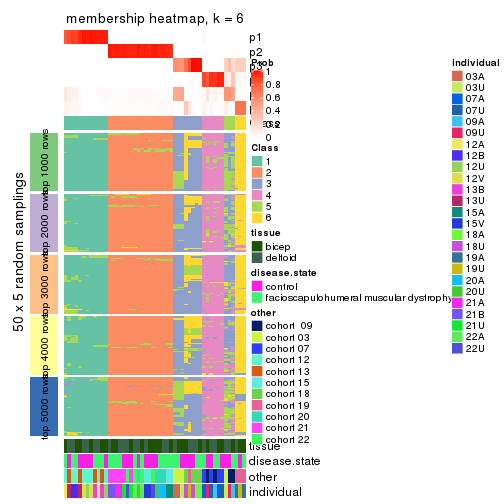 membership heatmap, k = 6
p1
p2
Prob
1
0.8
0.6
0.4
0.2
0
Class
1
2
3
4
5
6
tissue
bicep
deltoid
disease.state
control
facioscapulohumeral muscular dystrophy
other
cohort 09
cohort 03
cohort 07
cohort 12
cohort 13
cohort 15
cohort 18
cohort 19
cohort 20
cohort 21
cohort 22
individual
03A
03U
07A
07U
09A
09U
12A
12B
12U
12V
13B
13U
15A
15V
18A
18U
19A
19U
20A
20U
21A
21B
21U
22A
22U
50 x 5 random samplings
top 1000 rows
top 2000 rows
top 3000 rows
top 4000 rows
top 5000 rows
tissue
disease.state
other
individual